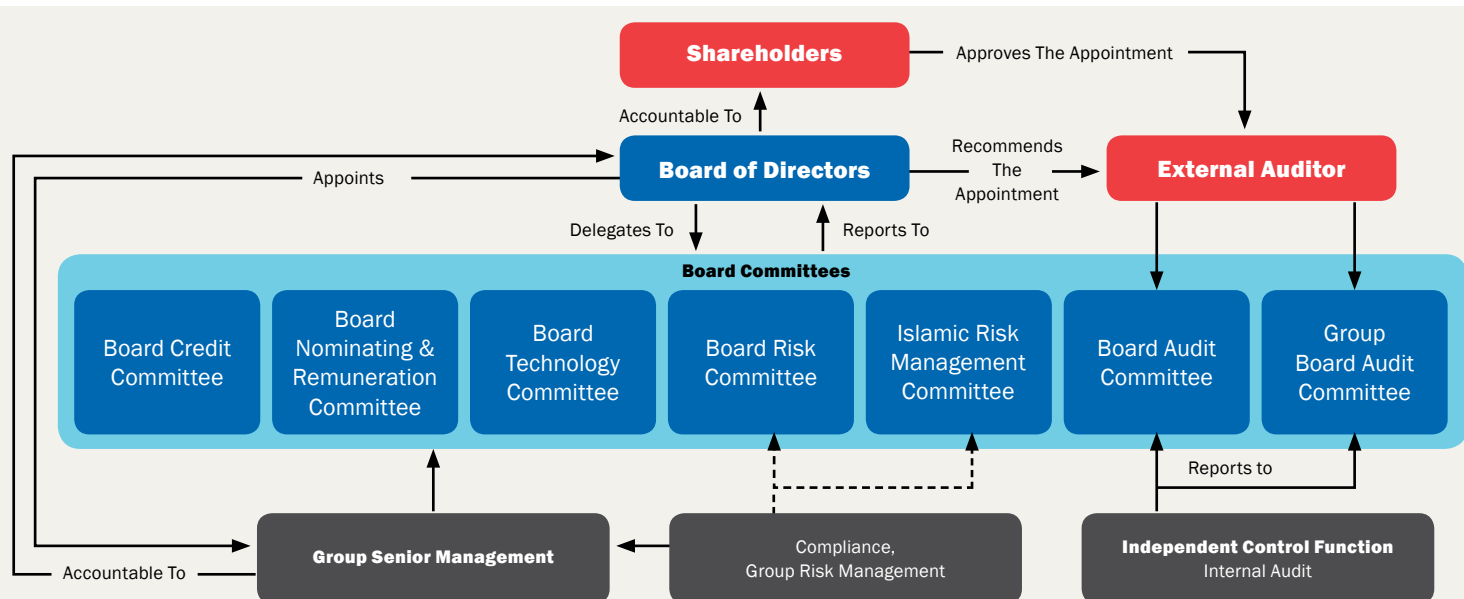 Shareholders
Approves The Appointment
Accountable To
Board of Directors
Recommends
The
Appointment
External Auditor
Appoints
Delegates To
Reports To
Board Committees
Board Credit
Committee
Board
Nominating &
Remuneration
Committee
Board
Technology
Committee
Board Risk
Committee
Islamic Risk
Management
Committee
Board Audit
Committee
Group
Board Audit
Committee
Reports to
Group Senior Management
Compliance,
Group Risk Management
Independent Control Function
Internal Audit
Accountable To